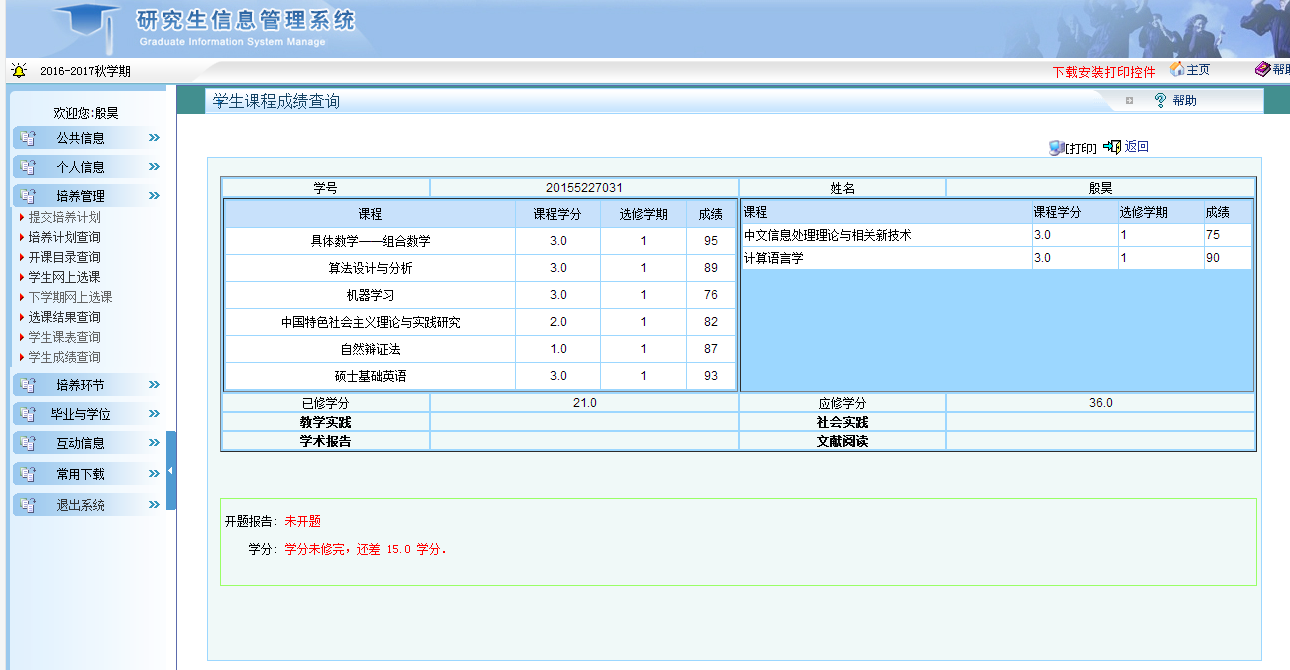 研究生信息管理系统
Graduate Information System Manage
2016-2017秋学期
下载安装打印控件 主页 帮助
欢迎您:殷昊
公共信息
个人信息
培养管理
提交培养计划
培养计划查询
开课目录查询
学生网上选课
下学期网上选课
选课结果查询
学生课表查询
学生成绩查询
培养环节
毕业与学位
互动信息
常用下载
退出系统
学生课程成绩查询
帮助
[打印] 返回
学号 20155227031 姓名 殷昊
课程 课程学分 选修学期 成绩
具体数学——组合数学 3.0 1 95
算法设计与分析 3.0 1 89
机器学习 3.0 1 76
中国特色社会主义理论与实践研究 2.0 1 82
自然辩证法 1.0 1 87
硕士基础英语 3.0 1 93
课程 课程学分 选修学期 成绩
中文信息处理理论与相关新技术 3.0 1 75
计算语言学 3.0 1 90
已修学分 21.0 应修学分 36.0
教学实践 社会实践
学术报告 文献阅读
开题报告: 未开题
学分: 学分未修完, 还差 15.0 学分.